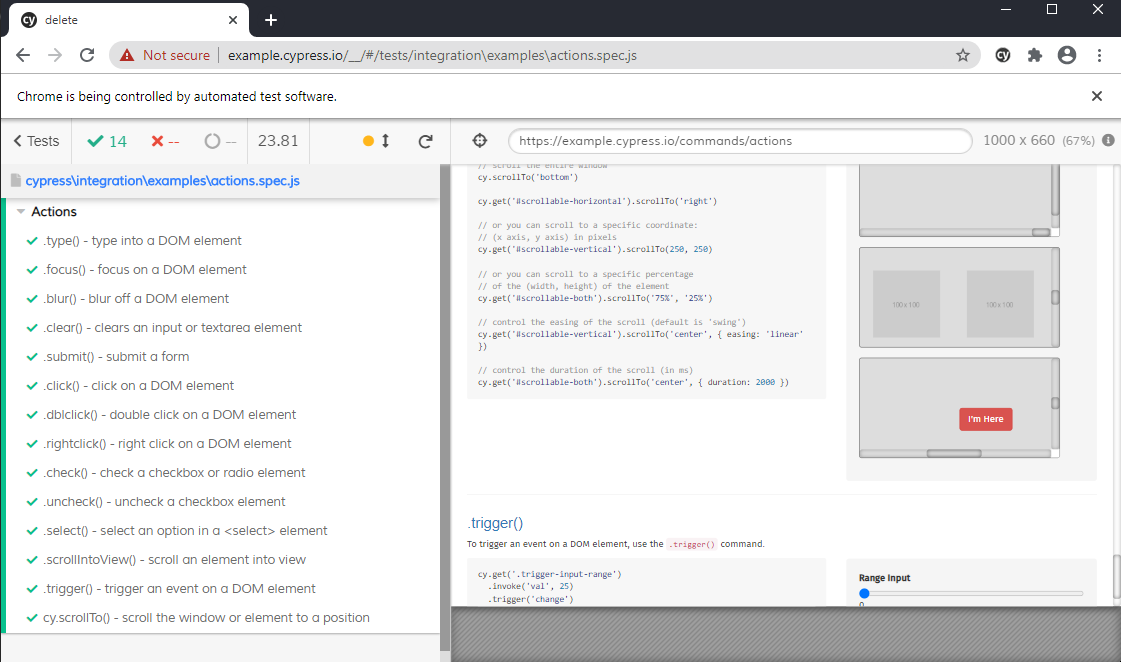 cy delete
Not secure example.cypress.io/__/#/tests/integration\examples\actions.spec.js cy
Chrome is being controlled by automated test software.
Tests 14 -- -- 23.81 https://example.cypress.io/commands/actions 1000 x 660 (67%)
cypress\integration\examples\actions.spec.js
Actions
.type() - type into a DOM element
.focus() - focus on a DOM element
.blur() - blur off a DOM element
.clear() - clears an input or textarea element
.submit() - submit a form
.click() - click on a DOM element
.dblclick() - double click on a DOM element
.rightclick() - right click on a DOM element
.check() - check a checkbox or radio element
.uncheck() - uncheck a checkbox element
.select() - select an option in a <select> element
.scrollIntoView() - scroll an element into view
.trigger() - trigger an event on a DOM element
cy.scrollTo() - scroll the window or element to a position
// scroll the entire window
cy.scrollTo('bottom')
cy.get('#scrollable-horizontal').scrollTo('right')
// or you can scroll to a specific coordinate:
// (x axis, y axis) in pixels
cy.get('#scrollable-vertical').scrollTo(250, 250)
// or you can scroll to a specific percentage
// of the (width, height) of the element
cy.get('#scrollable-both').scrollTo('75%', '25%')
// control the easing of the scroll (default is 'swing')
cy.get('#scrollable-vertical').scrollTo('center', { easing: 'linear'
})
// control the duration of the scroll (in ms)
cy.get('#scrollable-both').scrollTo('center', { duration: 2000 })
100 x 100 100 x 100
I'm Here
.trigger()
To trigger an event on a DOM element, use the .trigger() command.
cy.get('.trigger-input-range')
.invoke('val', 25)
.trigger('change')
Range Input
0